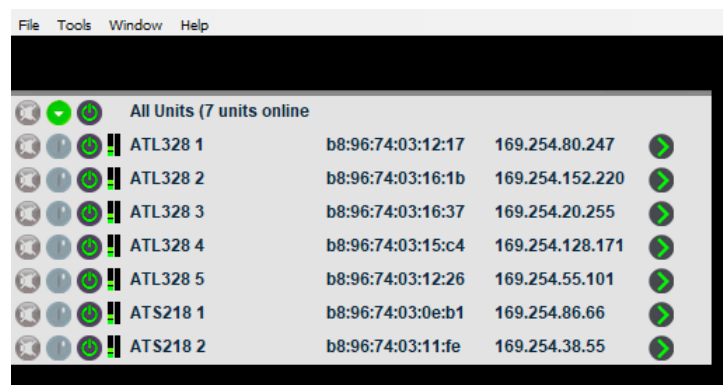 File Tools Window Help
All Units (7 units online
ATL328 1 b8:96:74:03:12:17 169.254.80.247
ATL328 2 b8:96:74:03:16:1b 169.254.152.220
ATL328 3 b8:96:74:03:16:37 169.254.20.255
ATL328 4 b8:96:74:03:15:c4 169.254.128.171
ATL328 5 b8:96:74:03:12:26 169.254.55.101
ATS218 1 b8:96:74:03:0e:b1 169.254.86.66
ATS218 2 b8:96:74:03:11:fe 169.254.38.55